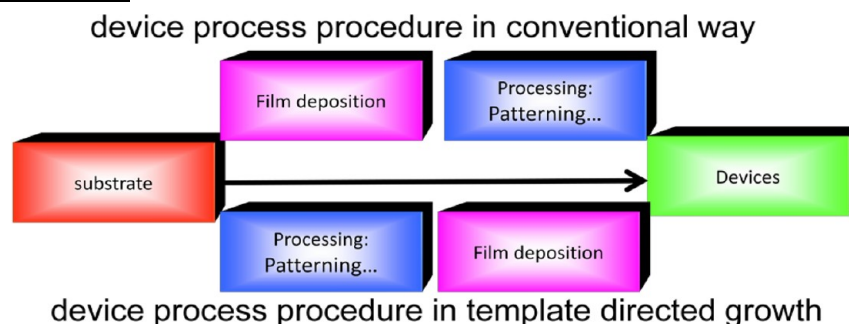 device process procedure in conventional way
Film deposition
Processing:
Patterning...
substrate
Devices
Processing:
Patterning...
Film deposition
device process procedure in template directed growth